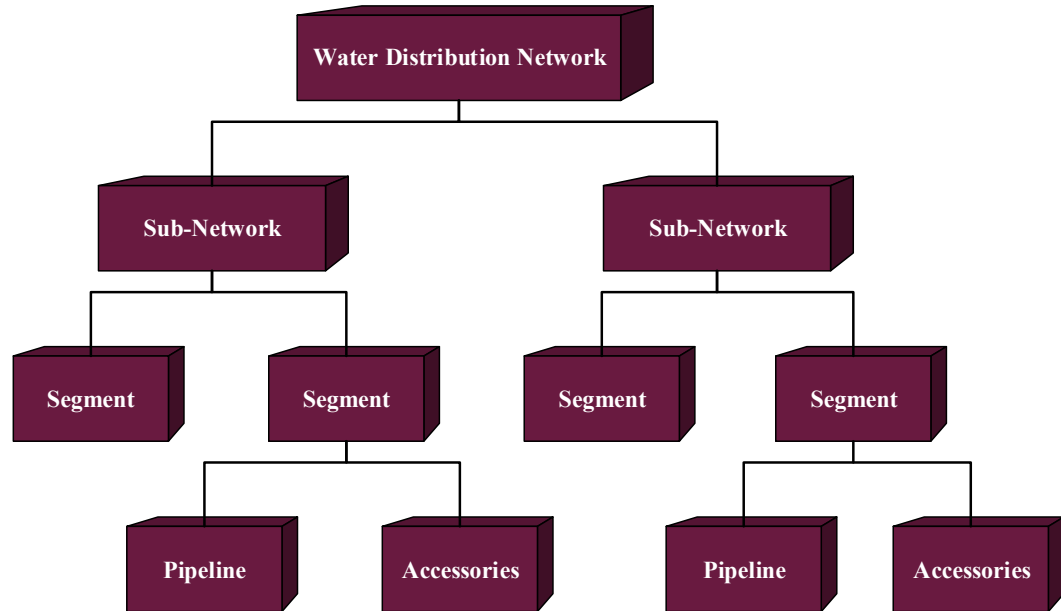 Water Distribution Network
Sub-Network
Sub-Network
Segment
Segment
Segment
Segment
Pipeline
Accessories
Pipeline
Accessories